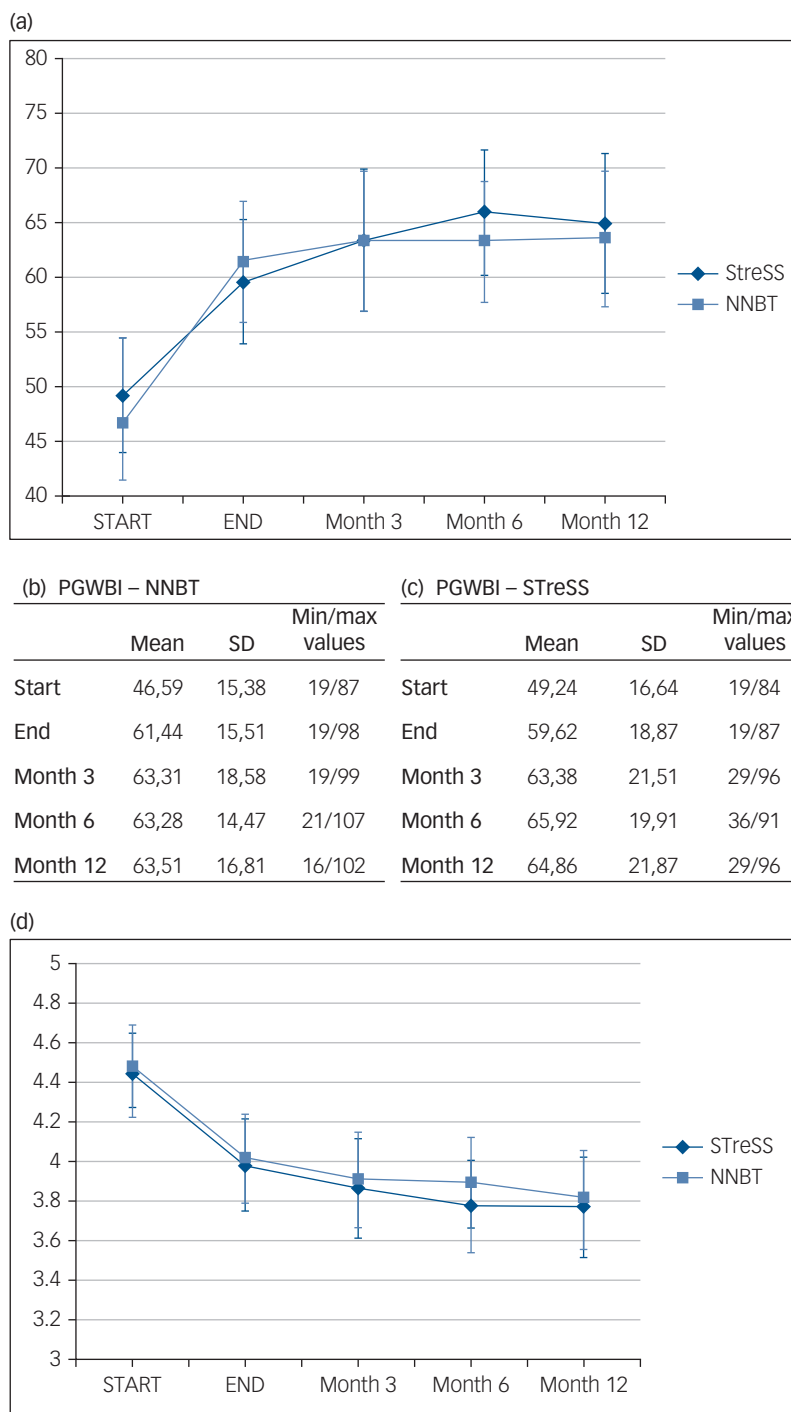 (a)
80
75
70
65
60
55
50
45
40
START END Month 3 Month 6 Month 12
StreSS
NNBT
(b) PGWBI – NNBT
Mean SD Min/max values
Start 46,59 15,38 19/87
End 61,44 15,51 19/98
Month 3 63,31 18,58 19/99
Month 6 63,28 14,47 21/107
Month 12 63,51 16,81 16/102
(c) PGWBI – STreSS
Mean SD Min/max values
Start 49,24 16,64 19/84
End 59,62 18,87 19/87
Month 3 63,38 21,51 29/96
Month 6 65,92 19,91 36/91
Month 12 64,86 21,87 29/96
(d)
5
4.8
4.6
4.4
4.2
4
3.8
3.6
3.4
3.2
3
START END Month 3 Month 6 Month 12
STreSS
NNBT